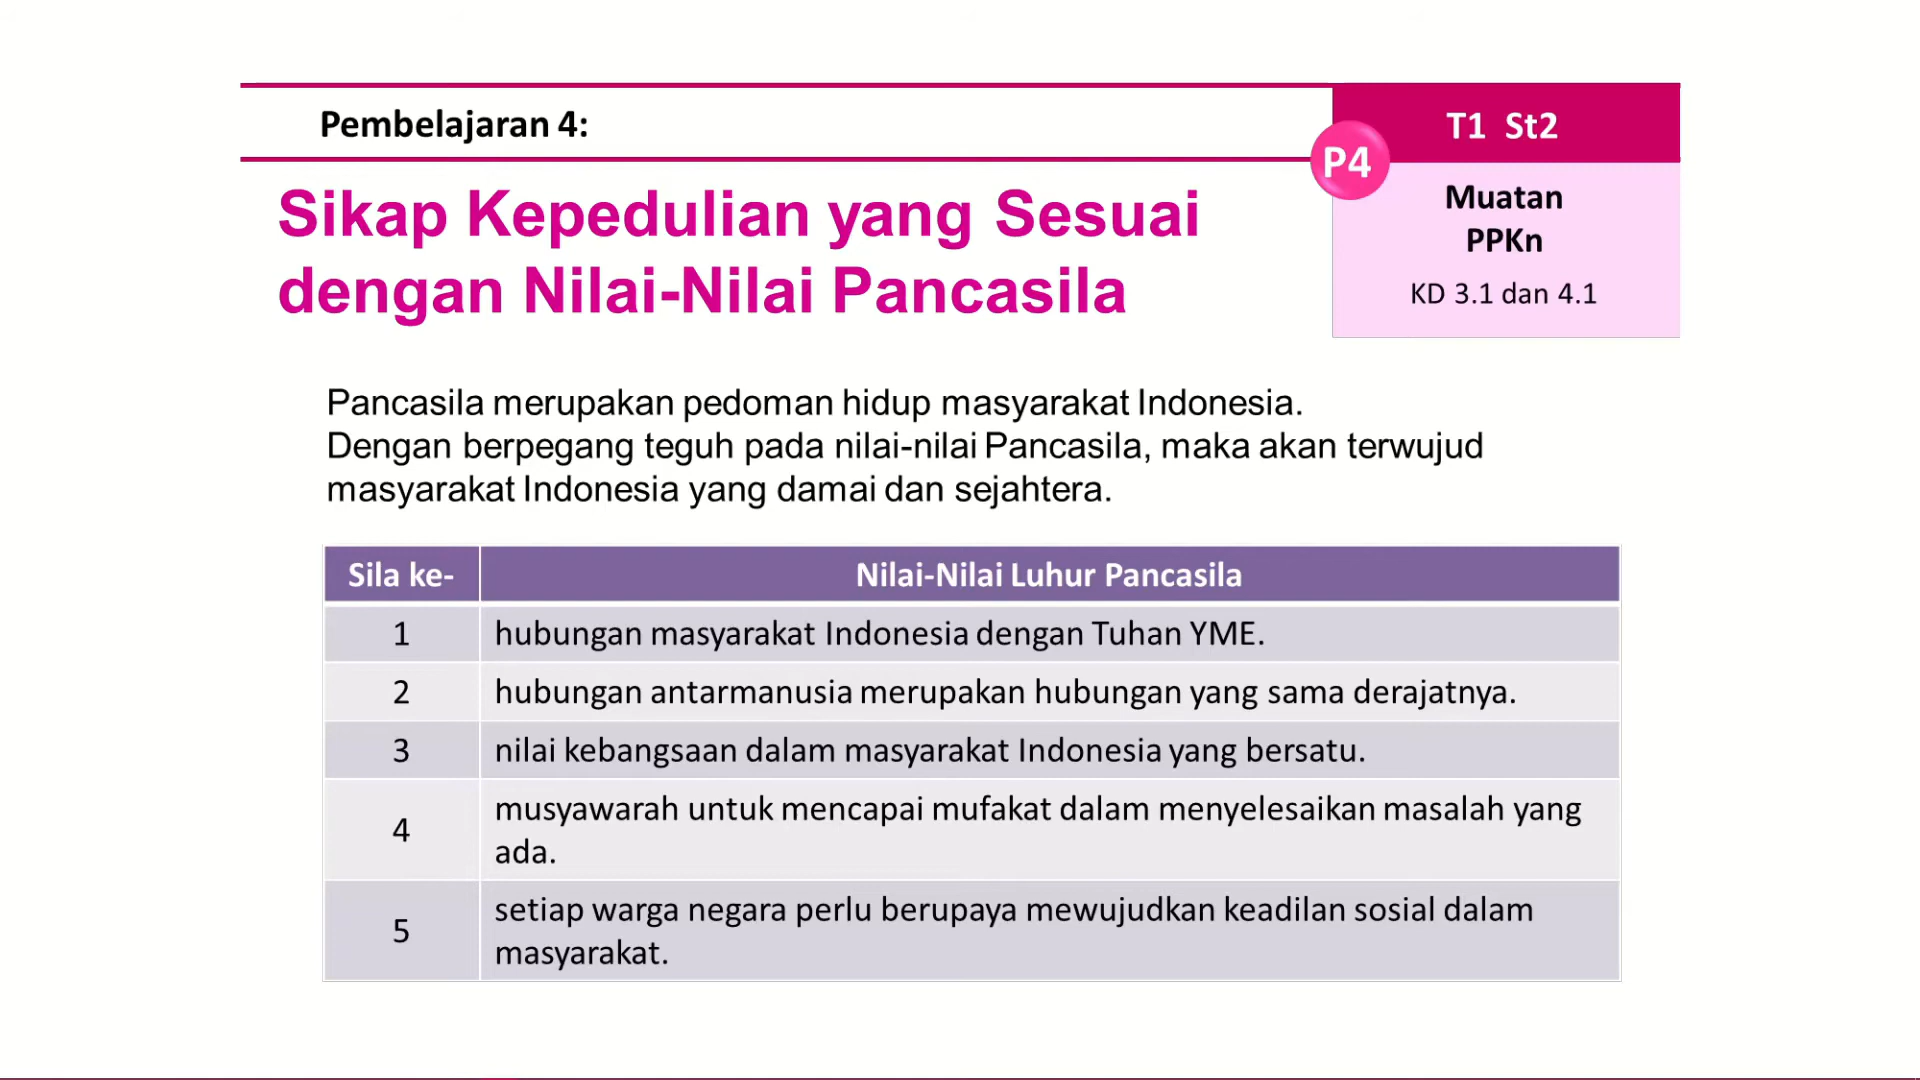 Pembelajaran 4:
T1 St2
P4
Muatan
PPKn
KD 3.1 dan 4.1
Sikap Kepedulian yang Sesuai
dengan Nilai-Nilai Pancasila
Pancasila merupakan pedoman hidup masyarakat Indonesia.
Dengan berpegang teguh pada nilai-nilai Pancasila, maka akan terwujud
masyarakat Indonesia yang damai dan sejahtera.
Sila ke- Nilai-Nilai Luhur Pancasila
1 hubungan masyarakat Indonesia dengan Tuhan YME.
2 hubungan antarmanusia merupakan hubungan yang sama derajatnya.
3 nilai kebangsaan dalam masyarakat Indonesia yang bersatu.
4 musyawarah untuk mencapai mufakat dalam menyelesaikan masalah yang
ada.
5 setiap warga negara perlu berupaya mewujudkan keadilan sosial dalam
masyarakat.